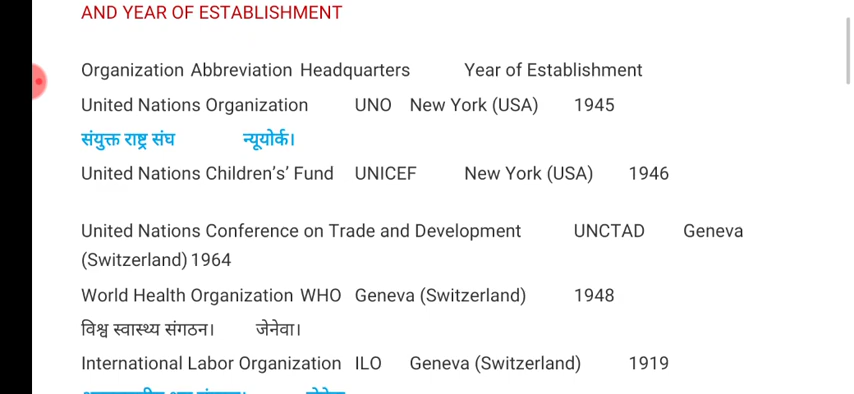 AND YEAR OF ESTABLISHMENT
Organization Abbreviation Headquarters Year of Establishment
United Nations Organization UNO New York (USA) 1945
संयुक्त राष्ट्र संघ न्यूयोर्क।
United Nations Children’s’ Fund UNICEF New York (USA) 1946
United Nations Conference on Trade and Development UNCTAD Geneva
(Switzerland) 1964
World Health Organization WHO Geneva (Switzerland) 1948
विश्व स्वास्थ्य संगठन। जेनेवा।
International Labor Organization ILO Geneva (Switzerland) 1919